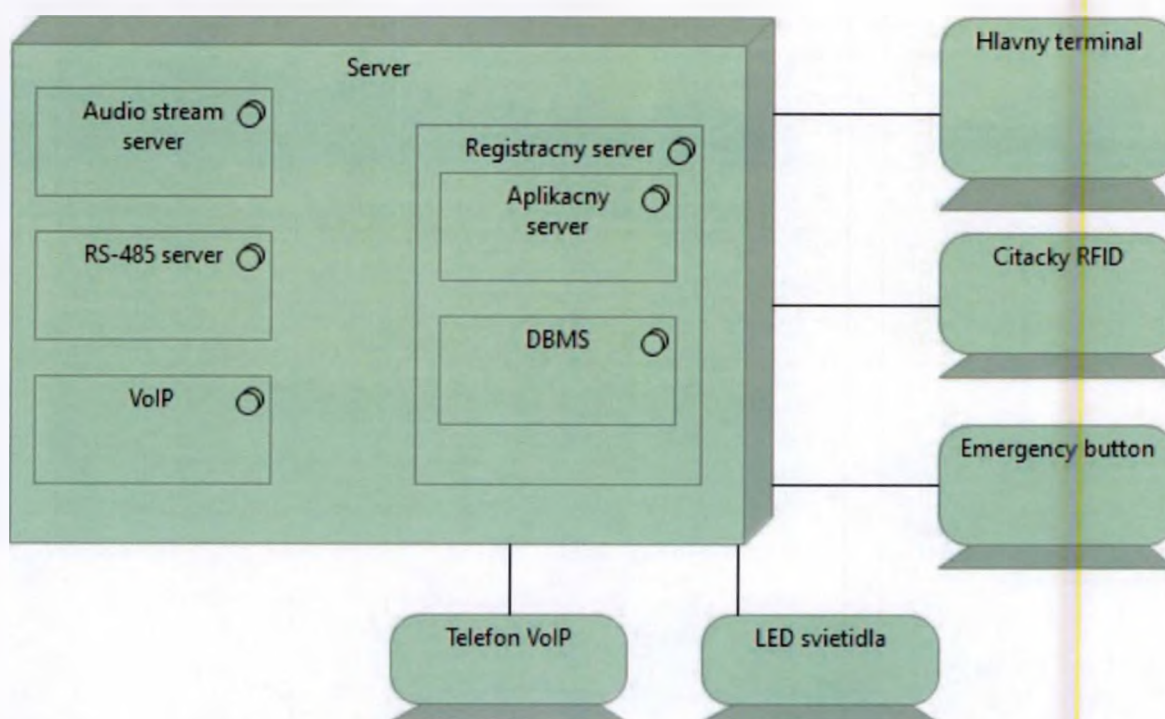 Server
Audio stream
server
RS-485 server
VoIP
Registracny server
Aplikacny
server
DBMS
Hlavny terminal
Citacky RFID
Emergency button
Telefon VoIP
LED svietidla